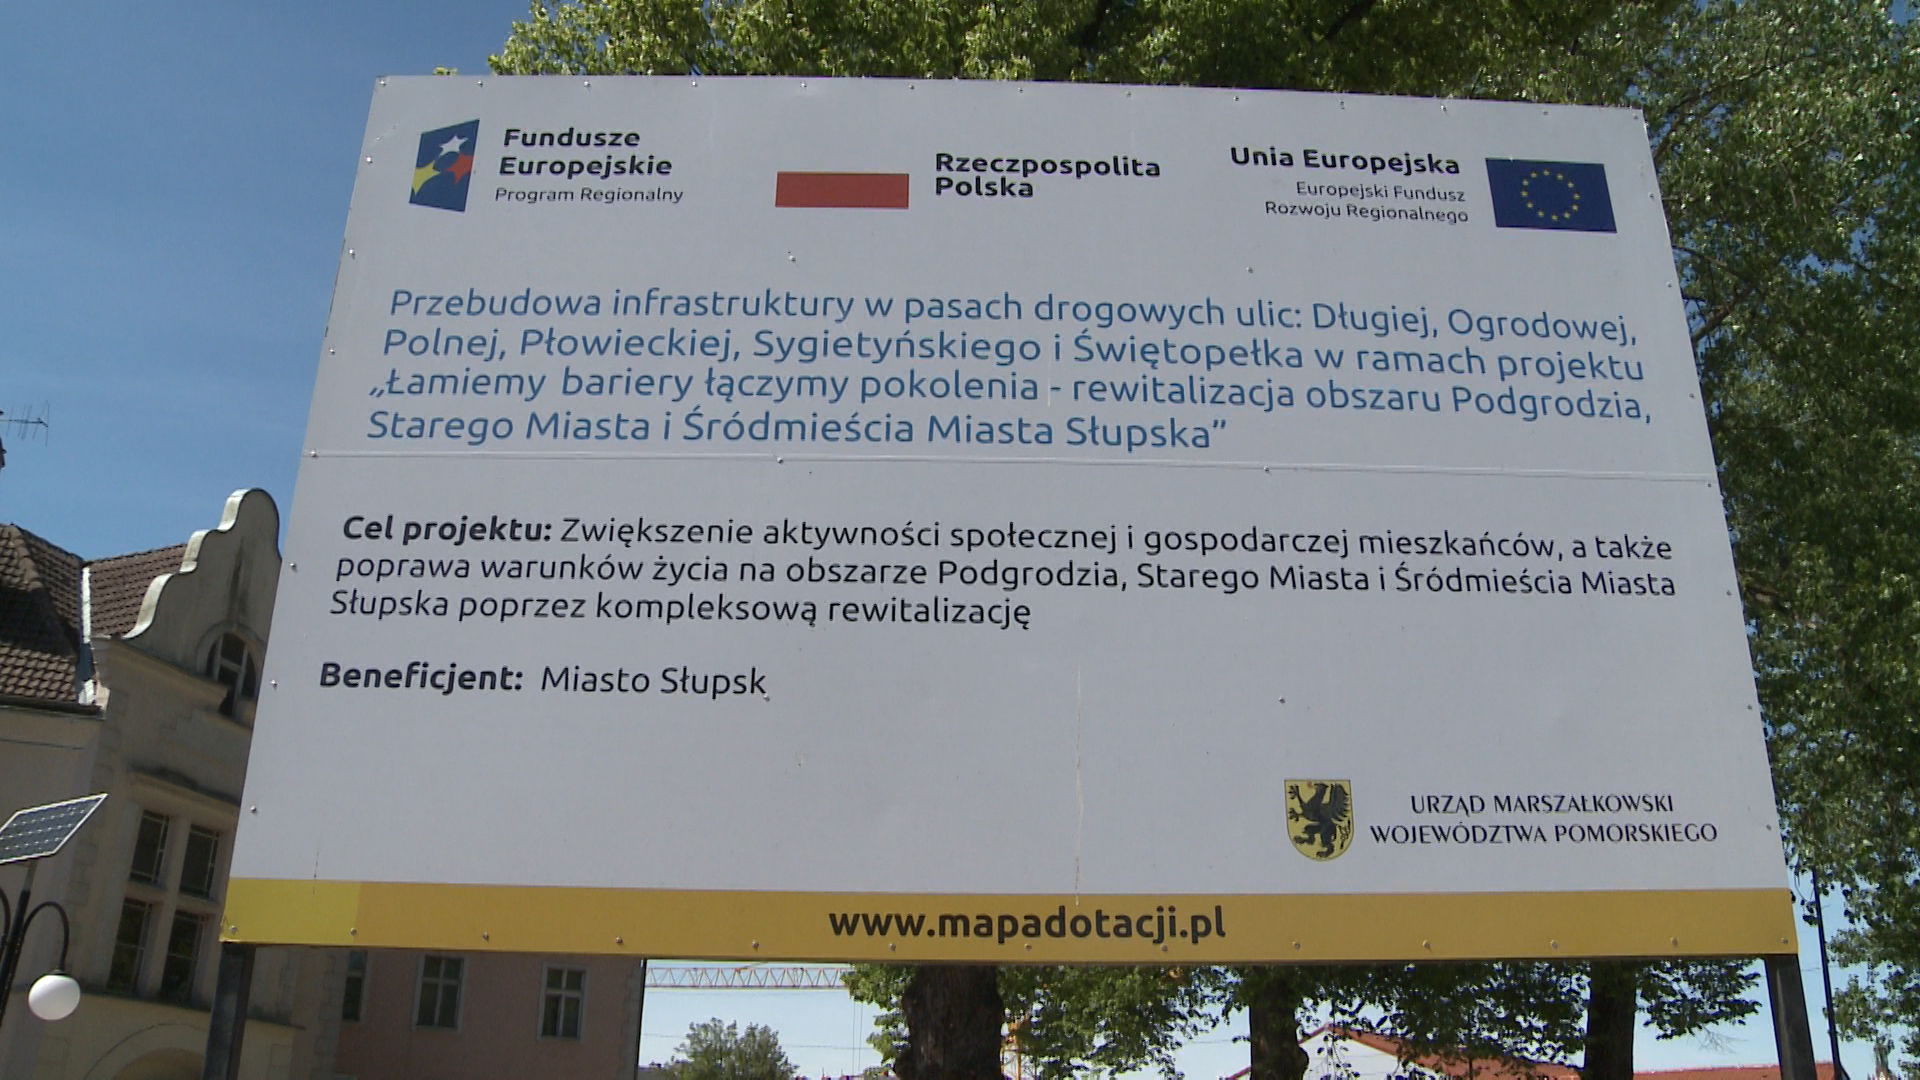 Fundusze
Europejskie
Program Regionalny
Rzeczpospolita
Polska
Unia Europejska
Europejski Fundusz
Rozwoju Regionalnego
Przebudowa infrastruktury w pasach drogowych ulic: Długiej, Ogrodowej,
Polnej, Płowieckiej, Sygietyńskiego i Świętopełka w ramach projektu
„Łamiemy bariery łączymy pokolenia - rewitalizacja obszaru Podgrodzia,
Starego Miasta i Śródmieścia Miasta Słupska”
Cel projektu: Zwiększenie aktywności społecznej i gospodarczej mieszkańców, a także
poprawa warunków życia na obszarze Podgrodzia, Starego Miasta i Śródmieścia Miasta
Słupska poprzez kompleksową rewitalizację
Beneficjent: Miasto Słupsk
URZĄD MARSZAŁKOWSKI
WOJEWÓDZTWA POMORSKIEGO
www.mapadotacji.pl